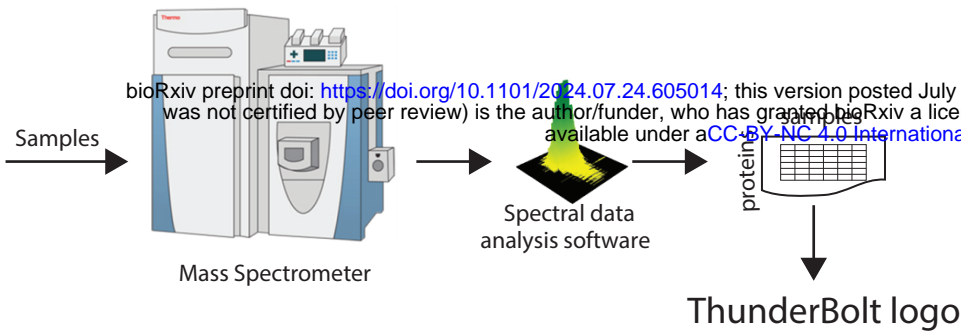 Thermo
bioRxiv preprint doi: https://doi.org/10.1101/2024.07.24.605014; this version posted July
was not certified by peer review) is the author/funder, who has granted bioRxiv a lice
available under aCC-BY-NC 4.0 Internationa
samples
Samples
proteins
Spectral data
analysis software
Mass Spectrometer
ThunderBolt logo